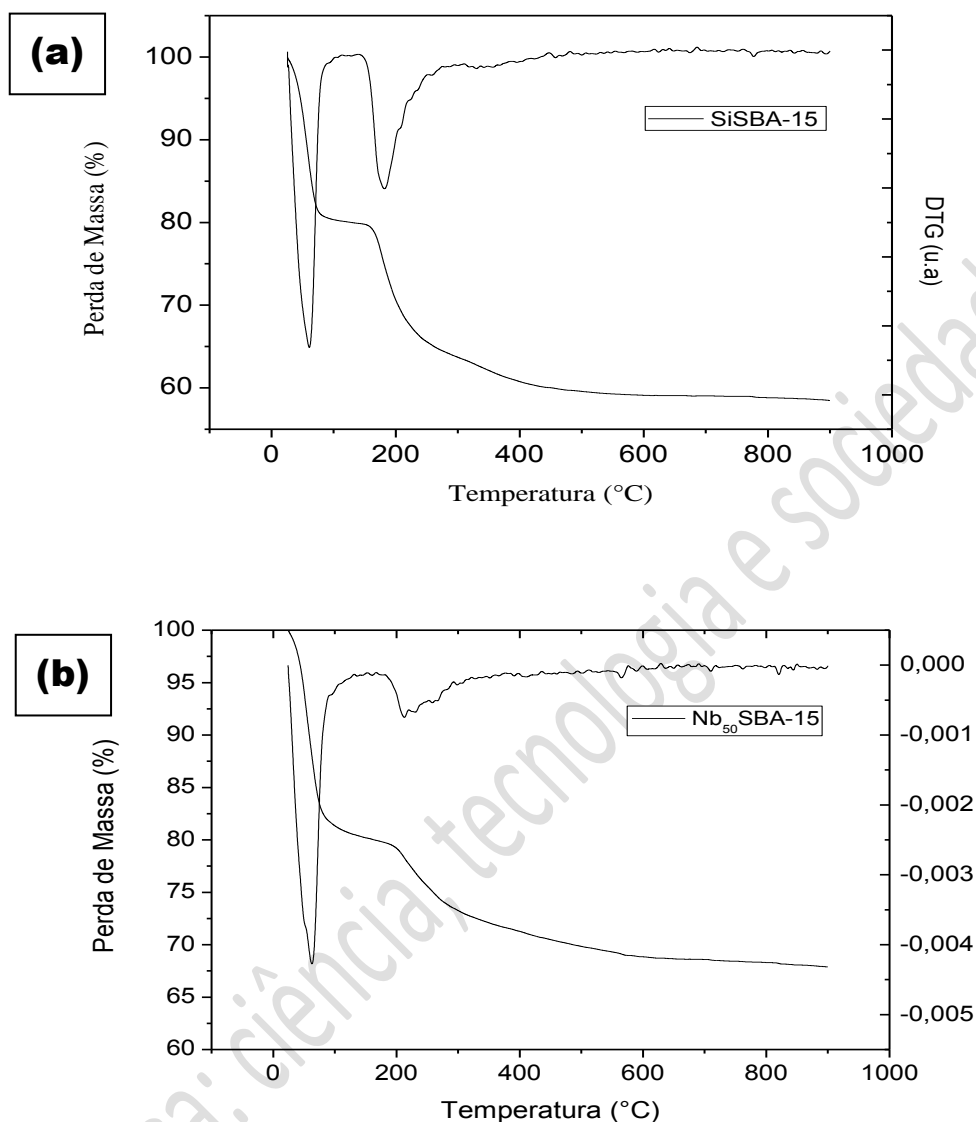 (a)
100
90
80
70
60
Perda de Massa (%)
SiSBA-15
DTG (u.a)
0 200 400 600 800 1000
Temperatura (°C)
(b)
100
95
90
85
80
75
70
65
60
Perda de Massa (%)
Nb₅₀SBA-15
0,000
-0,001
-0,002
-0,003
-0,004
-0,005
0 200 400 600 800 1000
Temperatura (°C)
ciência, tecnologia e sociedad